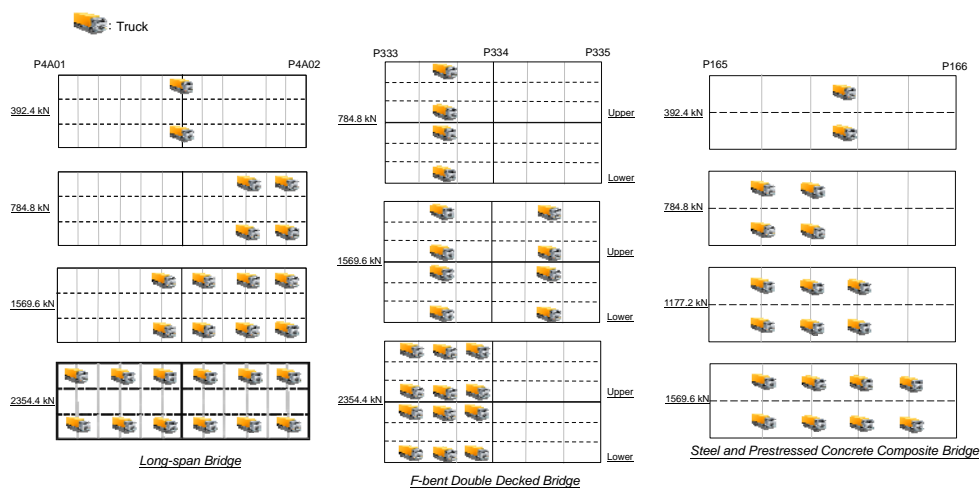 : Truck
P4A01 P4A02
392.4 kN
784.8 kN
1569.6 kN
2354.4 kN
Long-span Bridge
P333 P334 P335
784.8 kN
Upper
Lower
1569.6 kN
Upper
Lower
2354.4 kN
Upper
Lower
F-bent Double Decked Bridge
P165 P166
392.4 kN
784.8 kN
1177.2 kN
1569.6 kN
Steel and Prestressed Concrete Composite Bridge